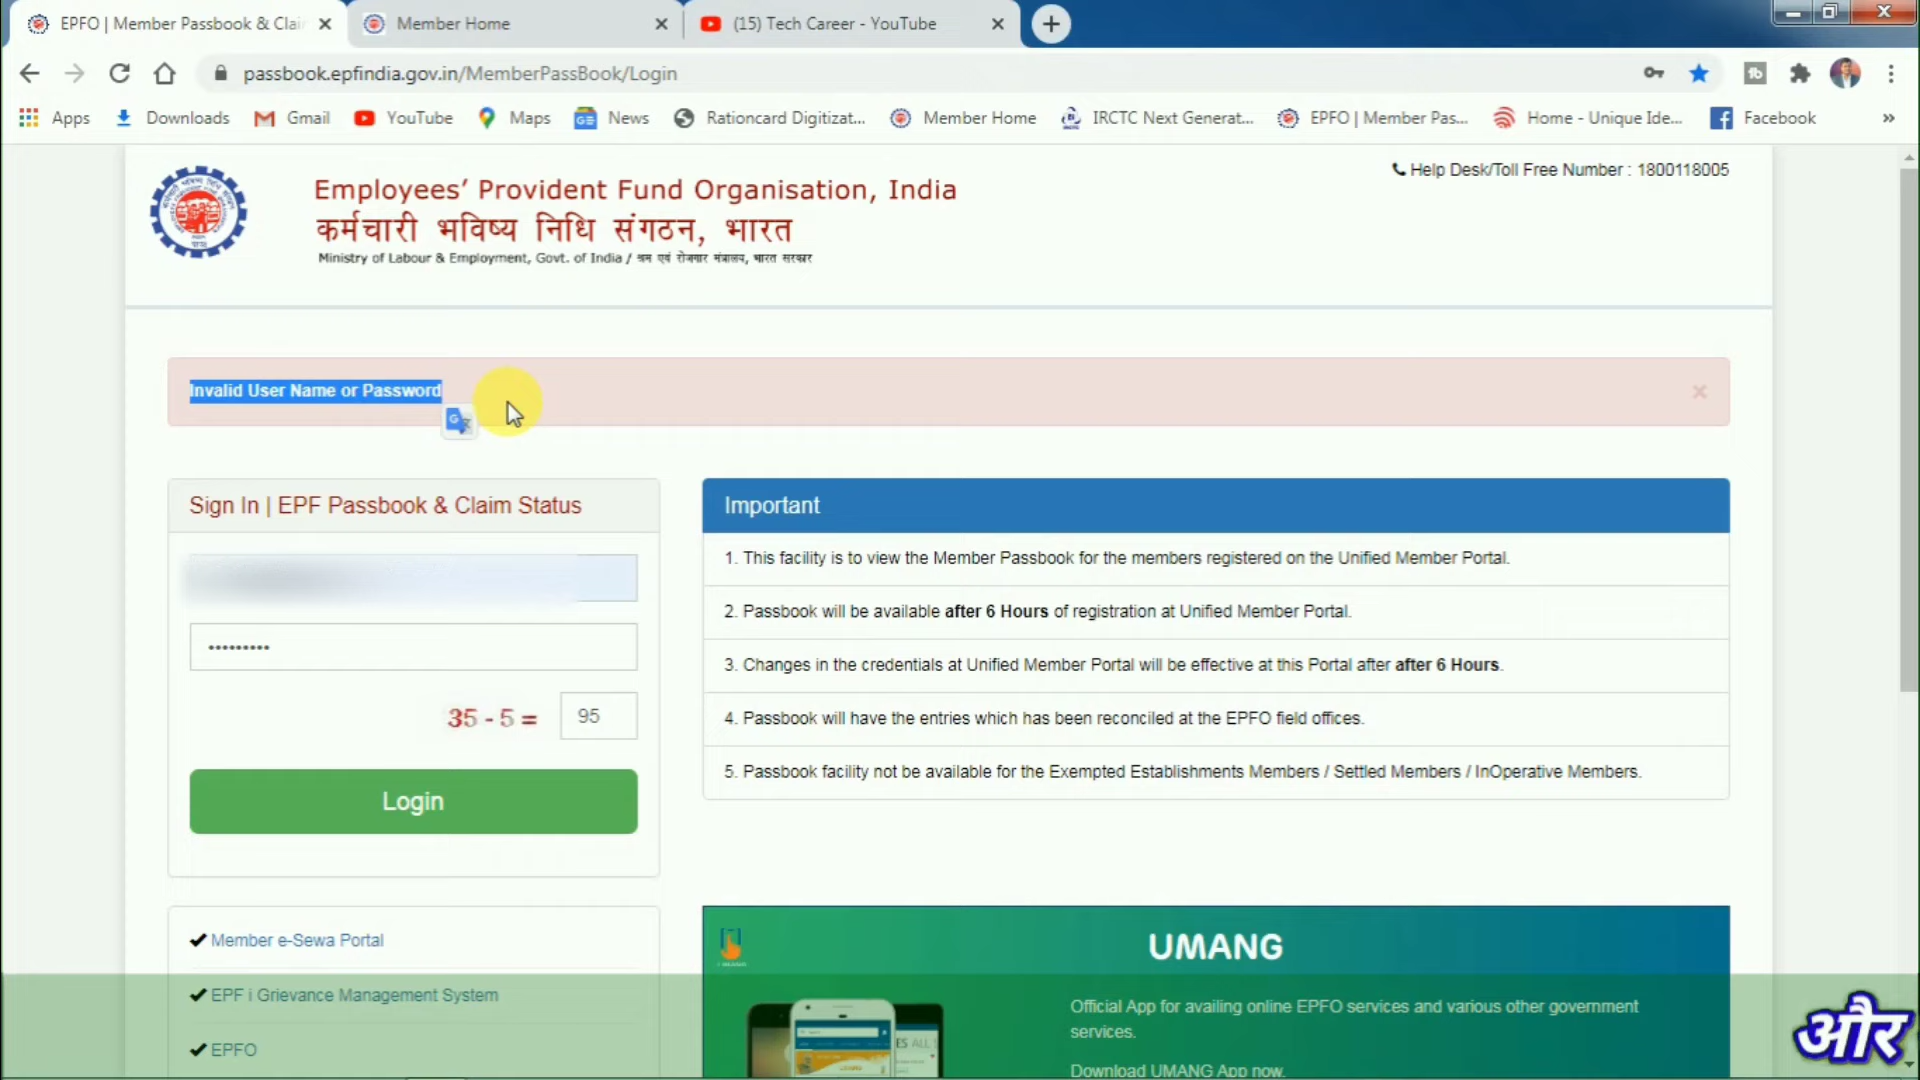 EPFO | Member Passbook & Clai
Member Home
(15) Tech Career - YouTube
passbook.epfindia.gov.in/MemberPassBook/Login
Apps
Downloads
Gmail
YouTube
Maps
News
Rationcard Digitizat...
Member Home
IRCTC Next Generat...
EPFO | Member Pas...
Home - Unique Ide...
Facebook
»
Help Desk/Toll Free Number : 1800118005
Employees' Provident Fund Organisation, India
कर्मचारी भविष्य निधि संगठन, भारत
Ministry of Labour & Employment, Govt. of India / श्रम एवं रोजगार मंत्रालय, भारत सरकार
Invalid User Name or Password
×
Sign In | EPF Passbook & Claim Status
•••••••••
35 - 5 =
95
Login
Important
1. This facility is to view the Member Passbook for the members registered on the Unified Member Portal.
2. Passbook will be available after 6 Hours of registration at Unified Member Portal.
3. Changes in the credentials at Unified Member Portal will be effective at this Portal after after 6 Hours.
4. Passbook will have the entries which has been reconciled at the EPFO field offices.
5. Passbook facility not be available for the Exempted Establishments Members / Settled Members / InOperative Members.
Member e-Sewa Portal
EPF i Grievance Management System
EPFO
UMANG
Official App for availing online EPFO services and various other government
services.
Download UMANG App now.
और